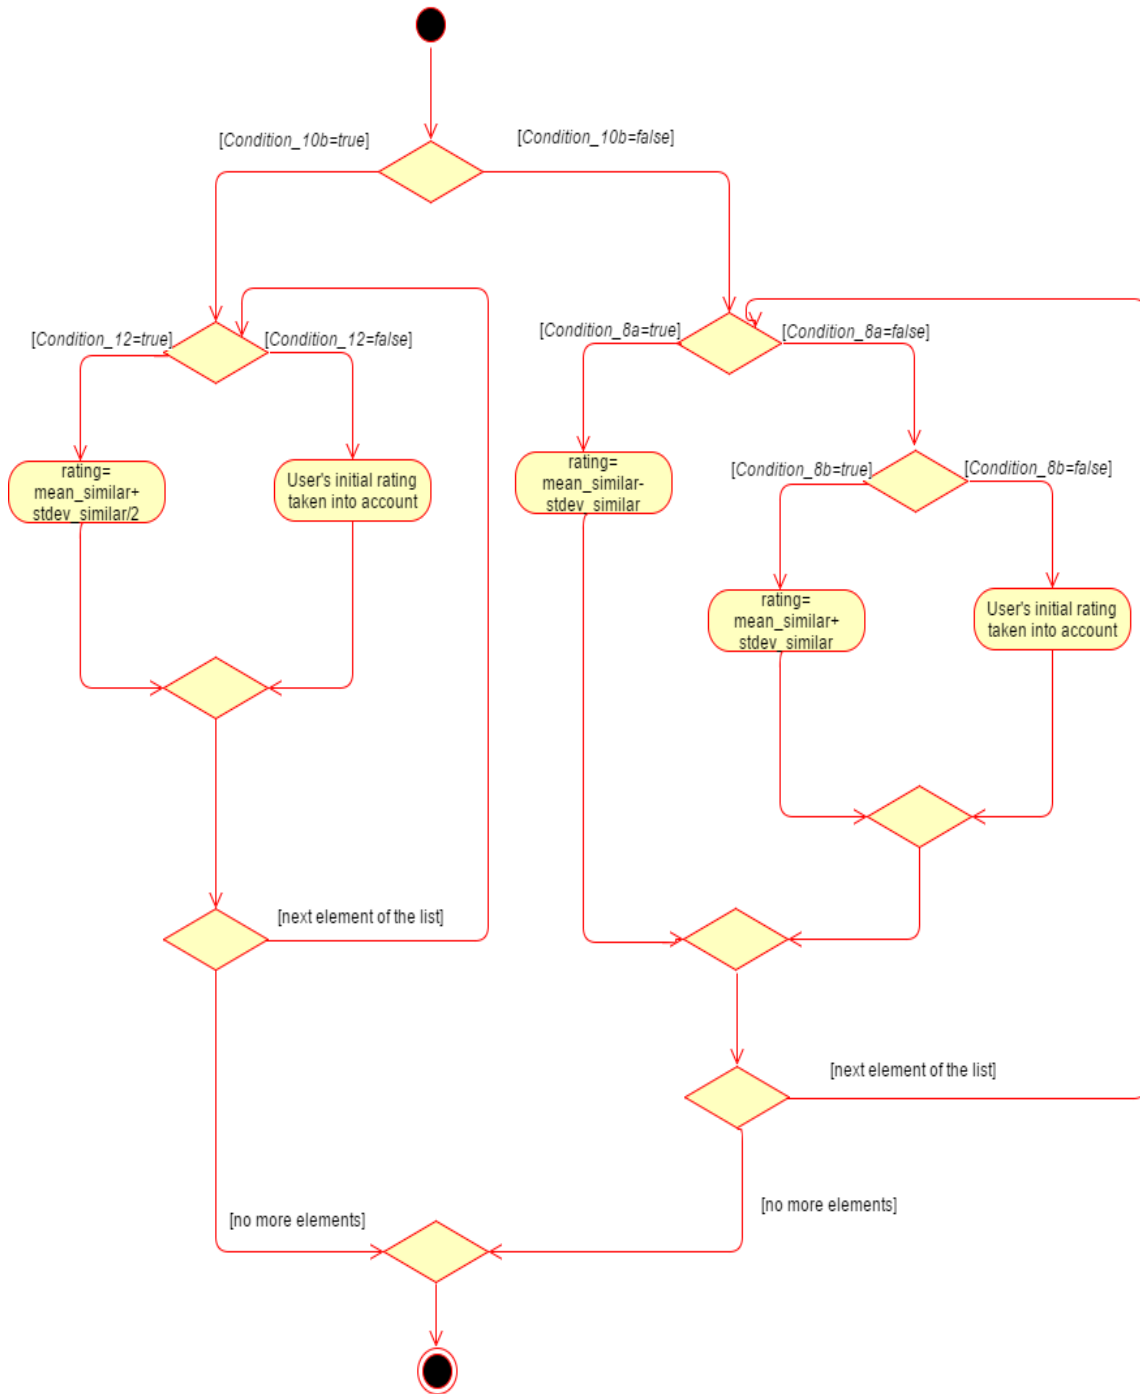 [Condition_10b=true]
[Condition_10b=false]
[Condition_12=true]
[Condition_12=false]
[Condition_8a=true]
[Condition_8a=false]
rating=
mean_similar+
stdev_similar/2
User's initial rating
taken into account
rating=
mean_similar-
stdev_similar
[Condition_8b=true]
[Condition_8b=false]
rating=
mean_similar+
stdev_similar
User's initial rating
taken into account
[next element of the list]
[next element of the list]
[no more elements]
[no more elements]